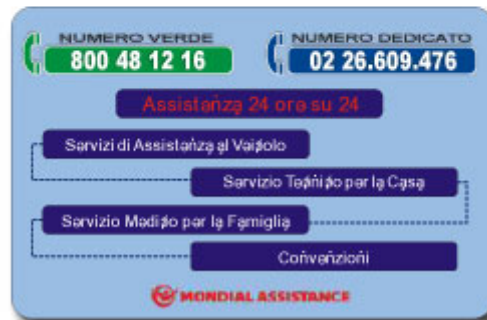 NUMERO VERDE
800 48 12 16
NUMERO DEDICATO
02 26.609.476
Assistenza 24 ore su 24
Servizi di Assistenza al Veicolo
Servizio Tecnico per la Casa
Servizio Medico per la Famiglia
Convenzioni
MONDIAL ASSISTANCE